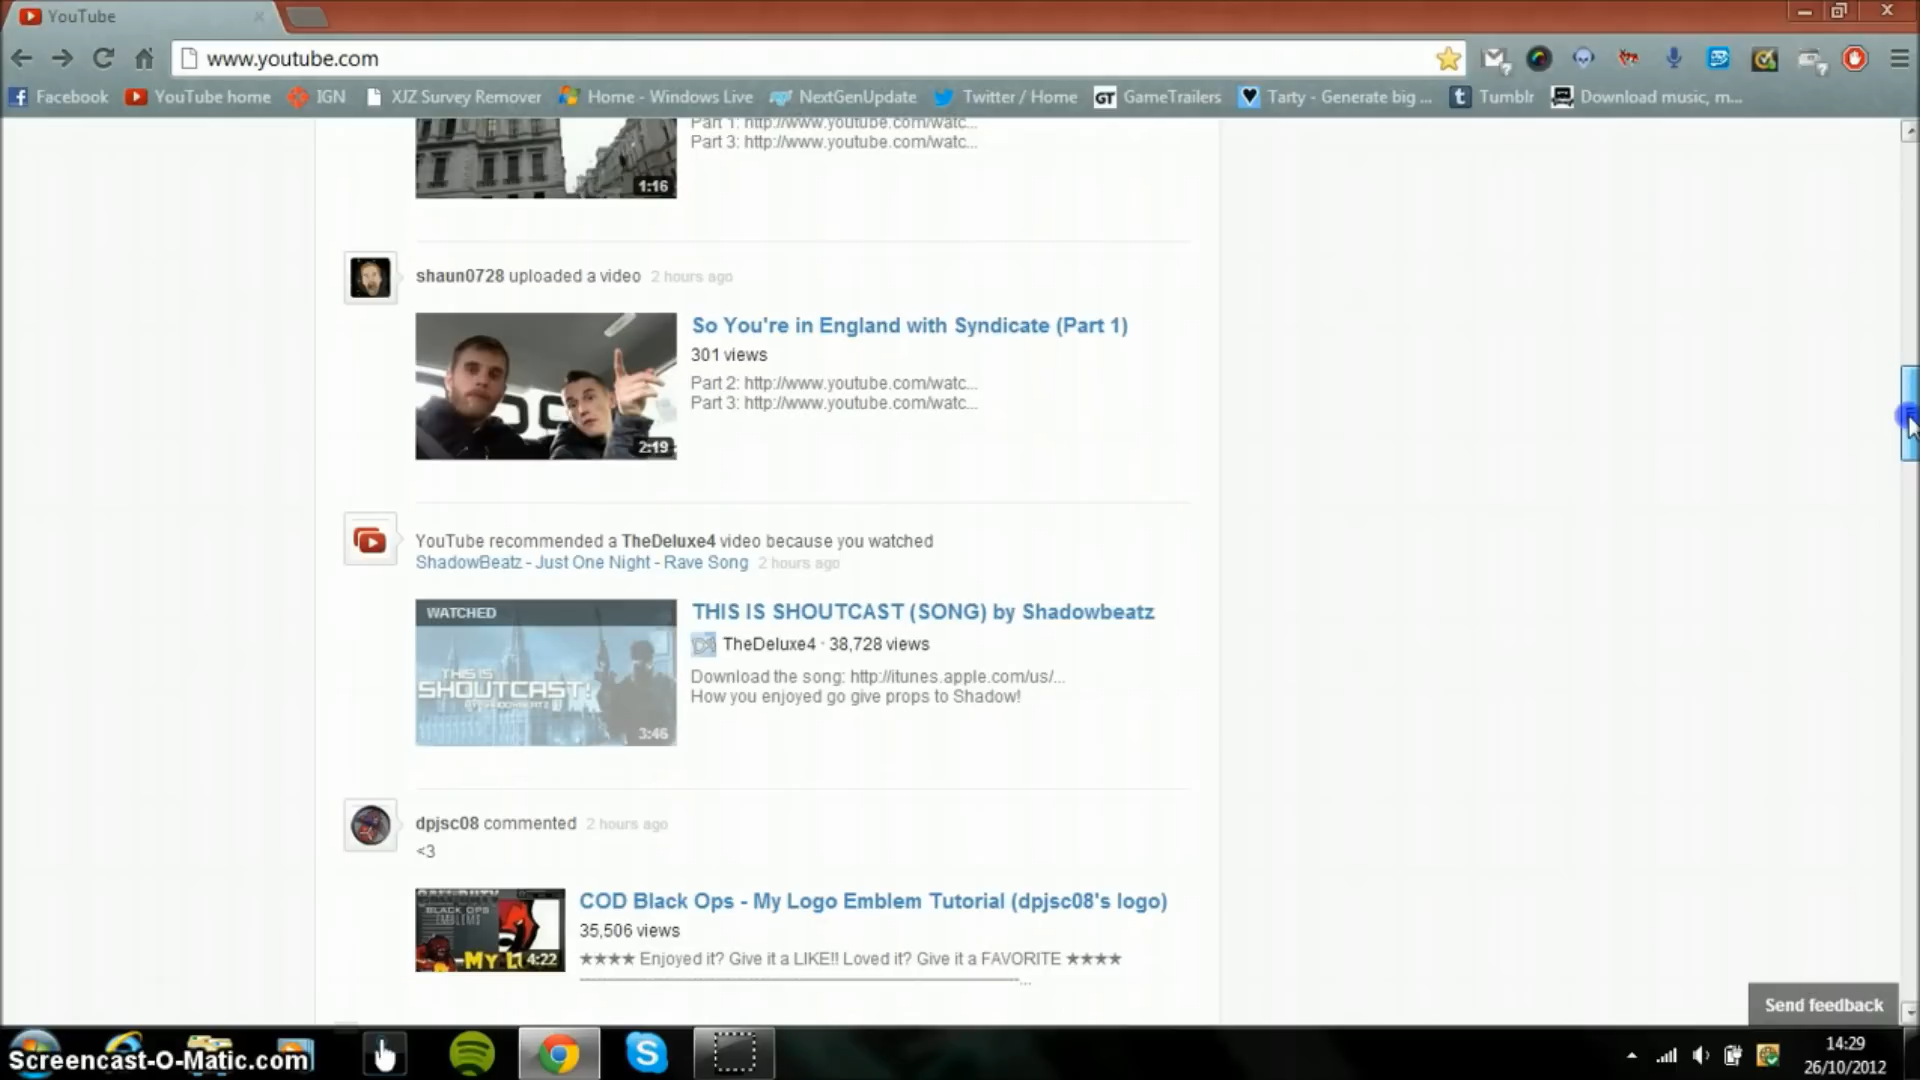 YouTube
www.youtube.com
Facebook YouTube home IGN XJZ Survey Remover Home - Windows Live NextGenUpdate Twitter / Home GT GameTrailers Tarty - Generate big ... Tumblr Download music, m...
Part 1: http://www.youtube.com/watc...
Part 3: http://www.youtube.com/watc...
1:16
shaun0728 uploaded a video 2 hours ago
So You're in England with Syndicate (Part 1)
301 views
Part 2: http://www.youtube.com/watc...
Part 3: http://www.youtube.com/watc...
2:19
YouTube recommended a TheDeluxe4 video because you watched
ShadowBeatz - Just One Night - Rave Song 2 hours ago
WATCHED
THIS IS SHOUTCAST (SONG) by Shadowbeatz
TheDeluxe4 · 38,728 views
Download the song: http://itunes.apple.com/us/...
How you enjoyed go give props to Shadow!
THIS IS
SHOUTCAST!
BY SHADOWBEATZ
3:46
dpjsc08 commented 2 hours ago
<3
COD Black Ops - My Logo Emblem Tutorial (dpjsc08's logo)
35,506 views
★★★★ Enjoyed it? Give it a LIKE!! Loved it? Give it a FAVORITE ★★★★
BLACK OPS
EMBLEMS
4:22
Send feedback
Screencast-O-Matic.com
14:29
26/10/2012